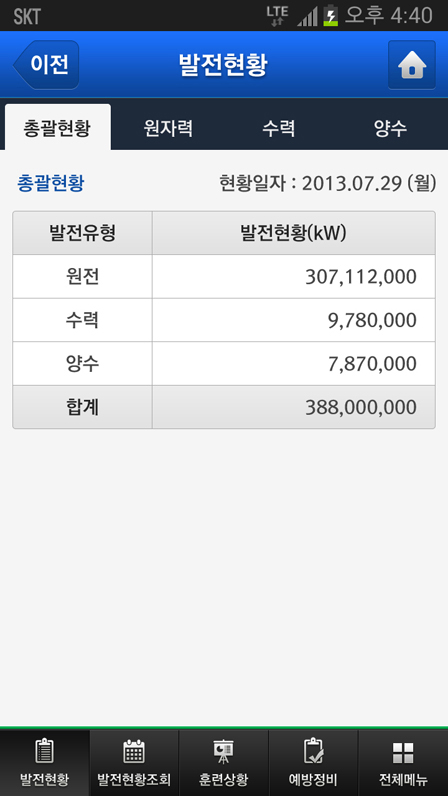 SKT LTE 오후 4:40
이전 발전현황
총괄현황 원자력 수력 양수
총괄현황 현황일자 : 2013.07.29 (월)
발전유형 발전현황(kW)
원전 307,112,000
수력 9,780,000
양수 7,870,000
합계 388,000,000
발전현황 발전현황조회 훈련상황 예방정비 전체메뉴